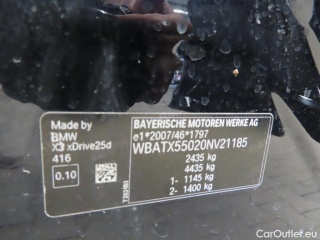 Made by
BMW
X3 xDrive25d
416
0.10
BAYERISCHE MOTOREN WERKE AG
e1*2007/46*1797
WBATX55020NV21185
2435 kg
4435 kg
1- 1145 kg
2- 1400 kg
CarOutlet.eu